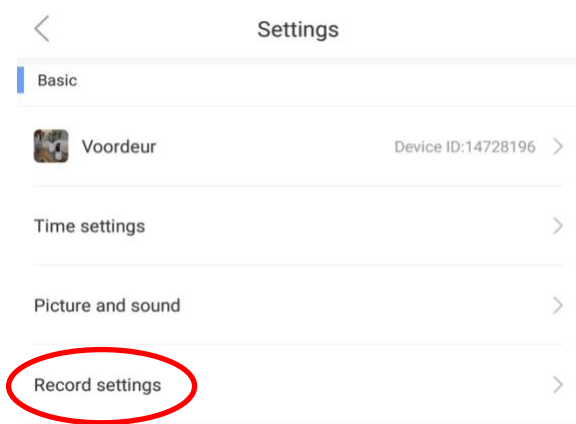 Settings
Basic
Voordeur Device ID:14728196
Time settings
Picture and sound
Record settings